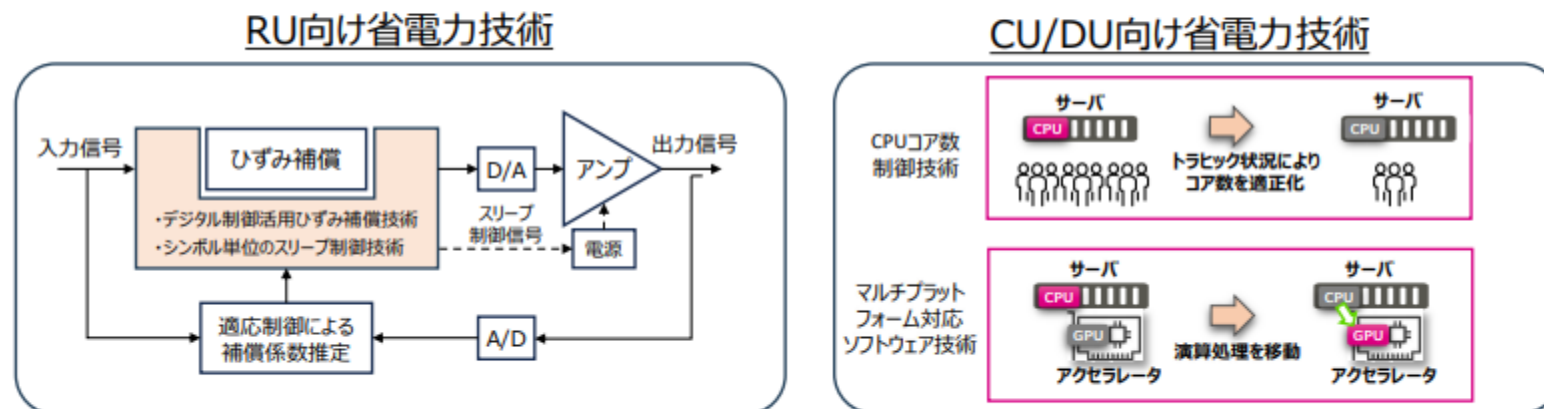 RU向け省電力技術
入力信号
ひずみ補償
・デジタル制御活用ひずみ補償技術
・シンボル単位のスリープ制御技術
D/A
アンプ
出力信号
スリープ
制御信号
電源
適応制御による
補償係数推定
A/D
CU/DU向け省電力技術
CPUコア数
制御技術
サーバ
CPU
トラヒック状況により
コア数を適正化
サーバ
CPU
マルチプラット
フォーム対応
ソフトウェア技術
サーバ
CPU
GPU
アクセラレータ
演算処理を移動
サーバ
CPU
GPU
アクセラレータ